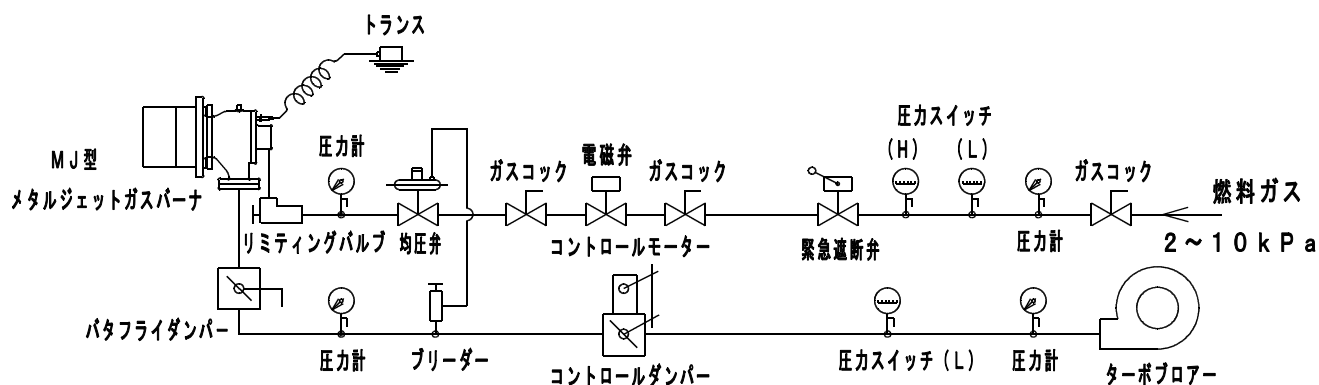 トランス
圧力スイッチ
(H) (L)
圧力計
ガスコック
電磁弁
ガスコック
ガスコック
MJ型
メタルジェットガスバーナ
燃料ガス
2～10kPa
リミティングバルブ
均圧弁
コントロールモーター
緊急遮断弁
圧力計
バタフライダンパー
圧力計
ブリーダー
コントロールダンパー
圧力スイッチ(L)
圧力計
ターボブロアー